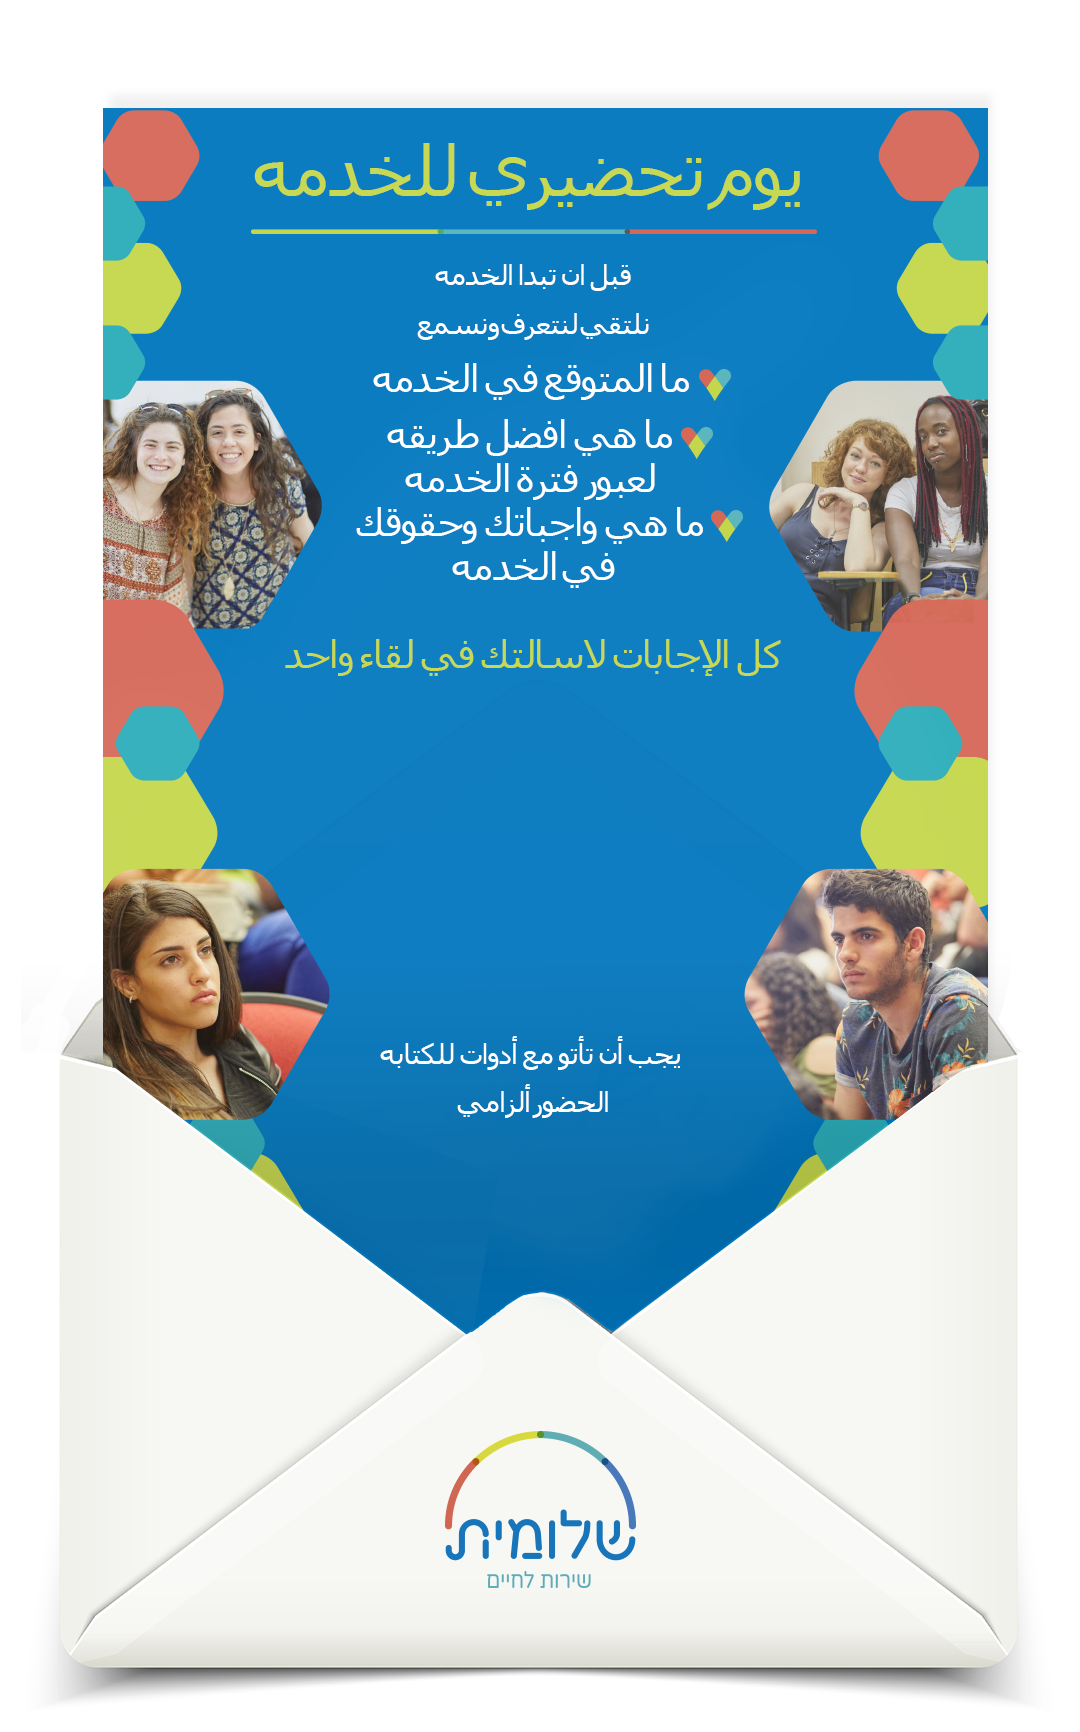 يوم تحضيري للخدمه
قبل ان تبدا الخدمه
نلتقي لنتعرف ونسمع
ما المتوقع في الخدمه
ما هي افضل طريقه
لعبور فترة الخدمه
ما هي واجباتك وحقوقك
في الخدمه
كل الإجابات لاسالتك في لقاء واحد
يجب أن تأتو مع أدوات للكتابه
الحضور ألزامي
שלומית
שירות לחיים